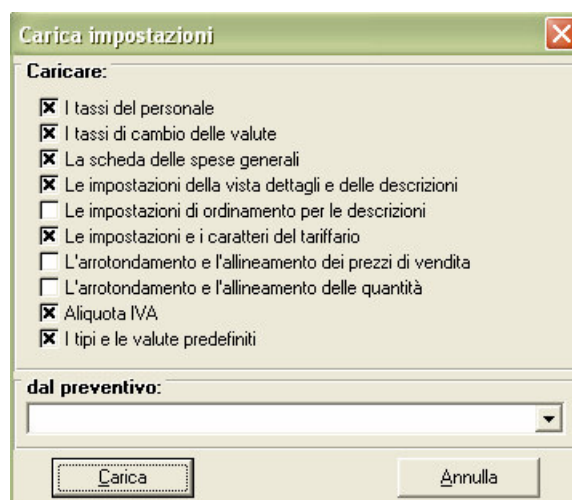 Carica impostazioni
Caricare:
I tassi del personale
I tassi di cambio delle valute
La scheda delle spese generali
Le impostazioni della vista dettagli e delle descrizioni
Le impostazioni di ordinamento per le descrizioni
Le impostazioni e i caratteri del tariffario
L'arrotondamento e l'allineamento dei prezzi di vendita
L'arrotondamento e l'allineamento delle quantità
Aliquota IVA
I tipi e le valute predefiniti
dal preventivo:
Carica Annulla